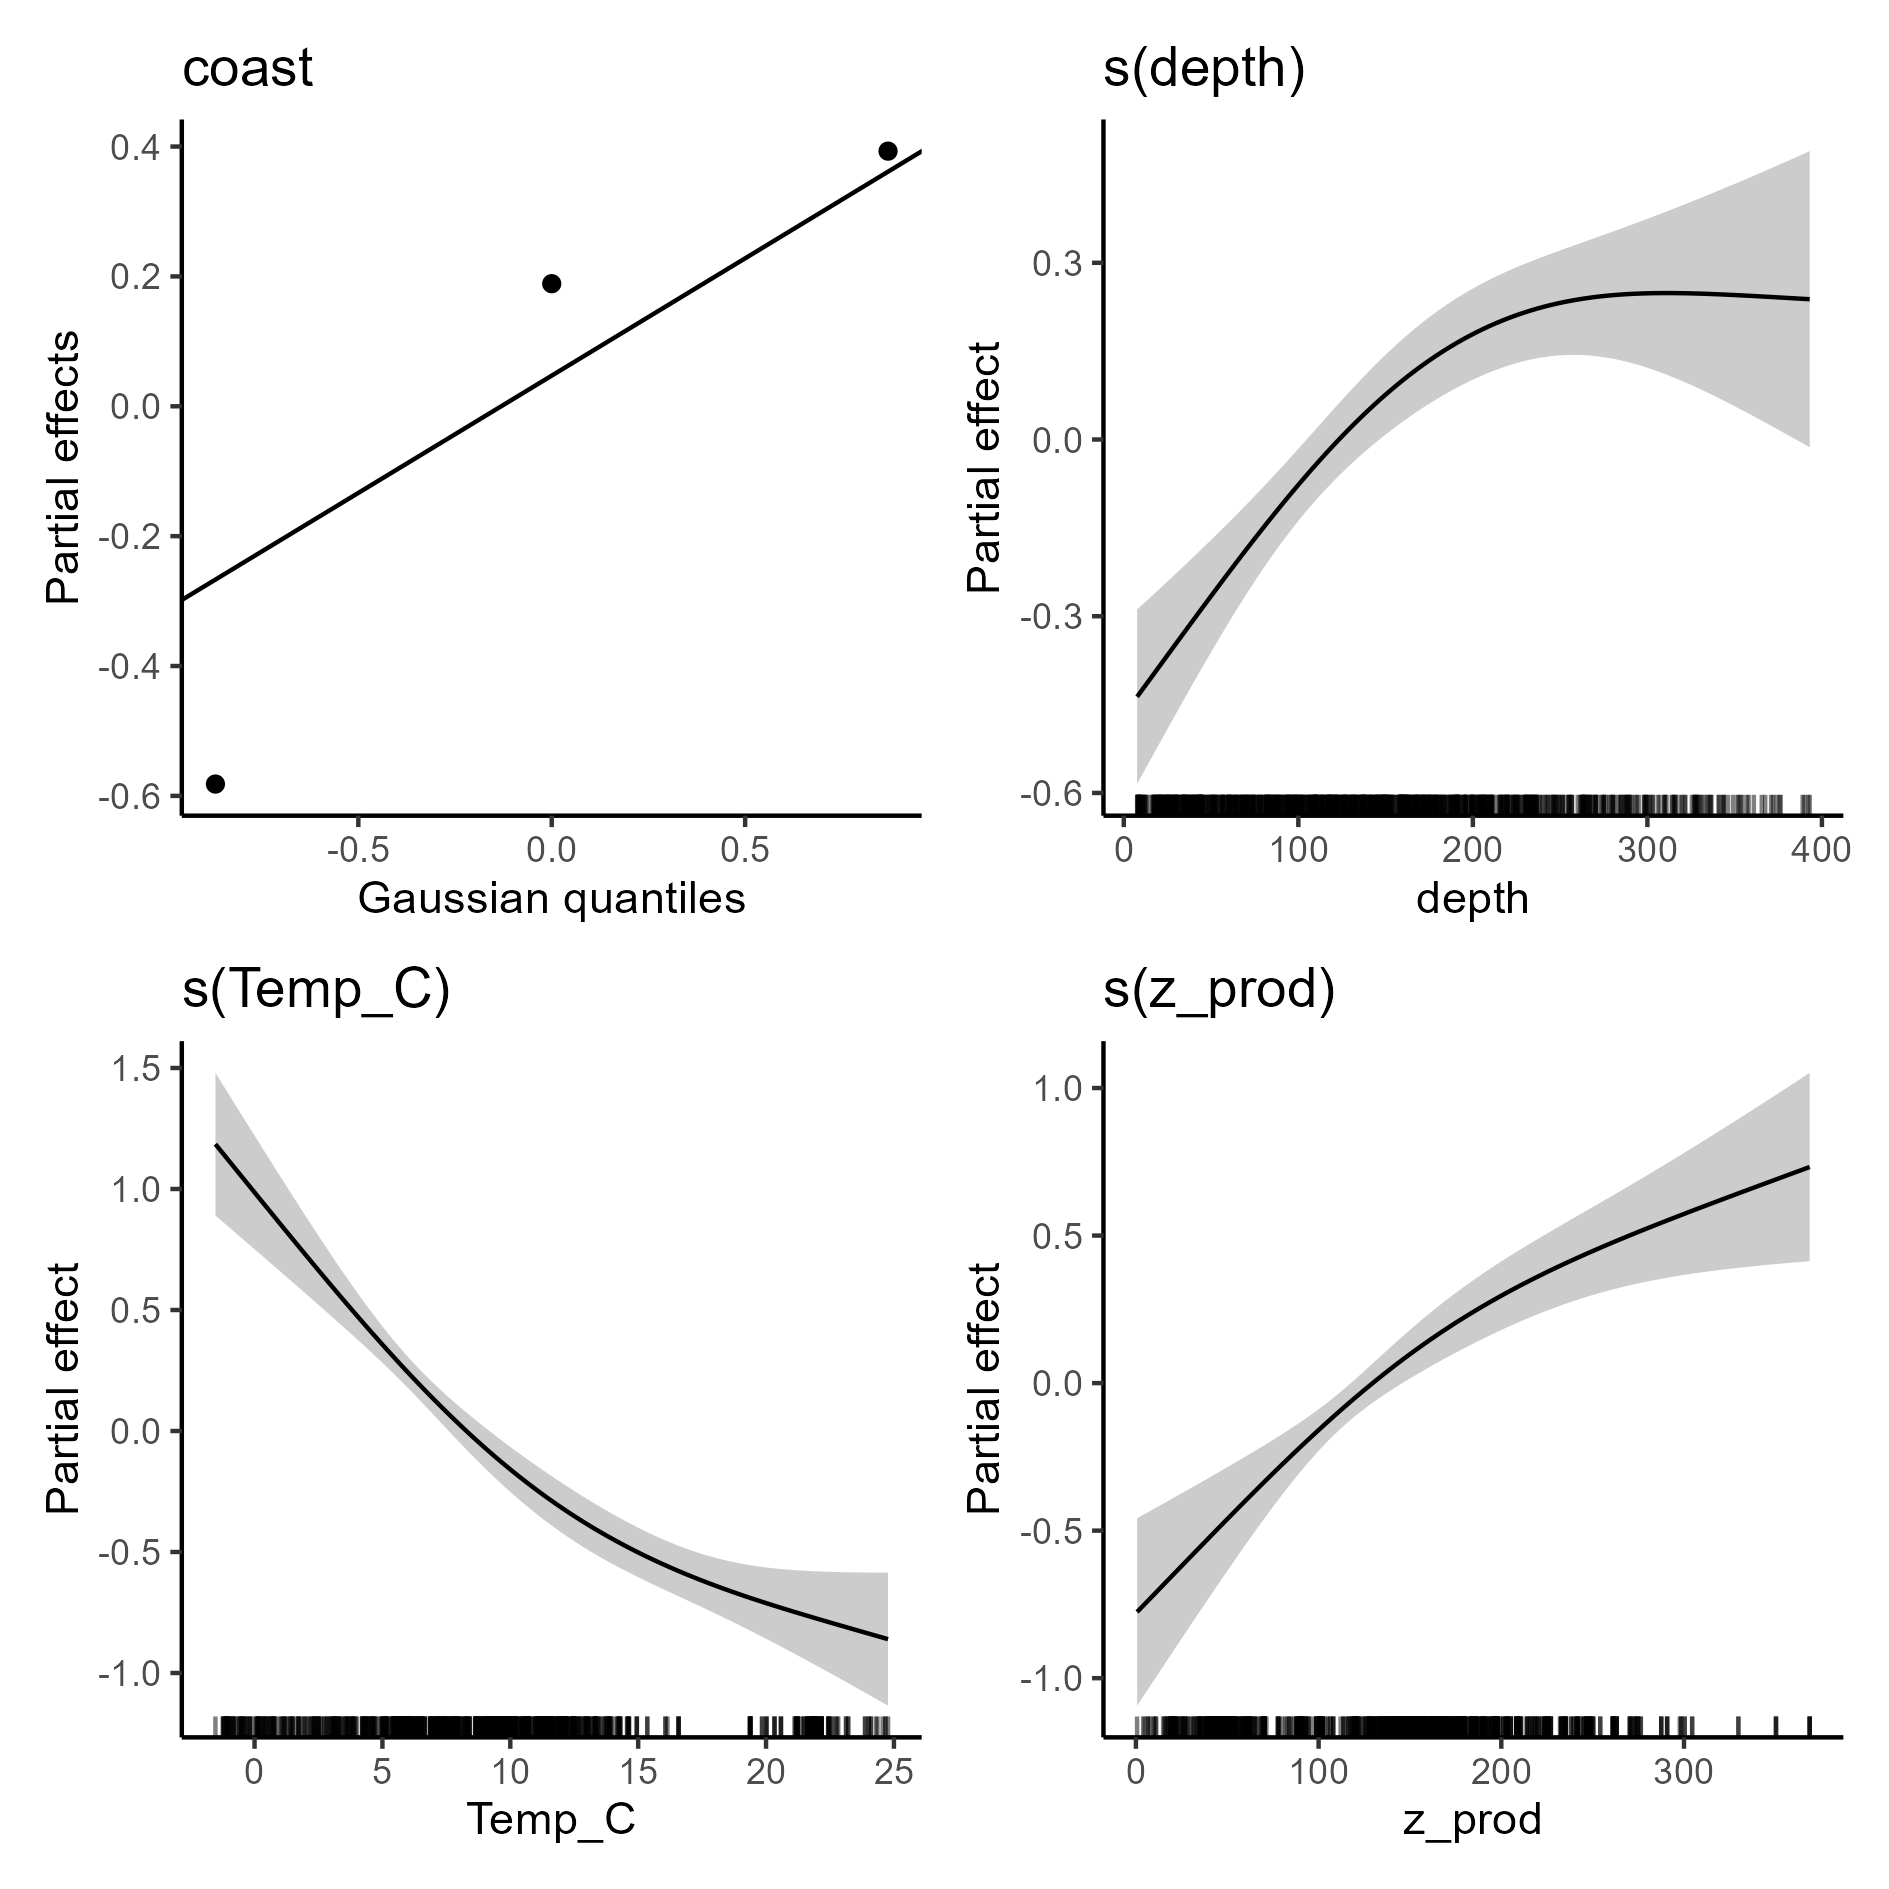 coast
Partial effects
0.4
0.2
0.0
-0.2
-0.4
-0.6
-0.5 0.0 0.5
Gaussian quantiles
s(depth)
Partial effect
0.3
0.0
-0.3
-0.6
0 100 200 300 400
depth
s(Temp_C)
Partial effect
1.5
1.0
0.5
0.0
-0.5
-1.0
0 5 10 15 20 25
Temp_C
s(z_prod)
Partial effect
1.0
0.5
0.0
-0.5
-1.0
0 100 200 300
z_prod